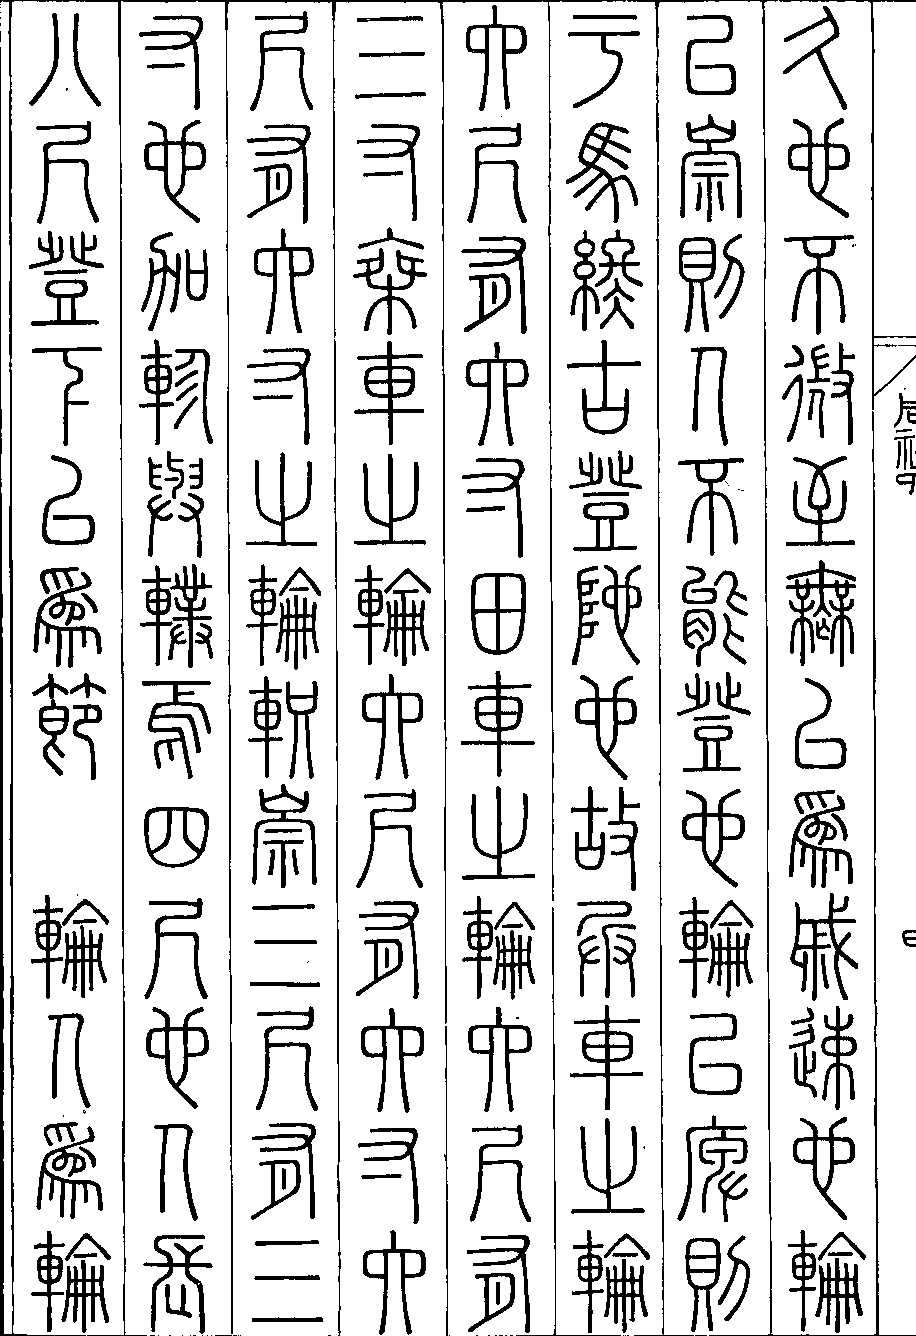 久也不微至無以為戚速也輪
已崇則人不能登也輪已庳則
于馬終古登阤也故兵車之輪
六尺有六寸田車之輪六尺有
三寸乘車之輪六尺有六寸六
尺有六寸之輪軹崇三尺有三
寸也加軫與轐焉四尺也人長
八尺登下以為節 輪人為輪